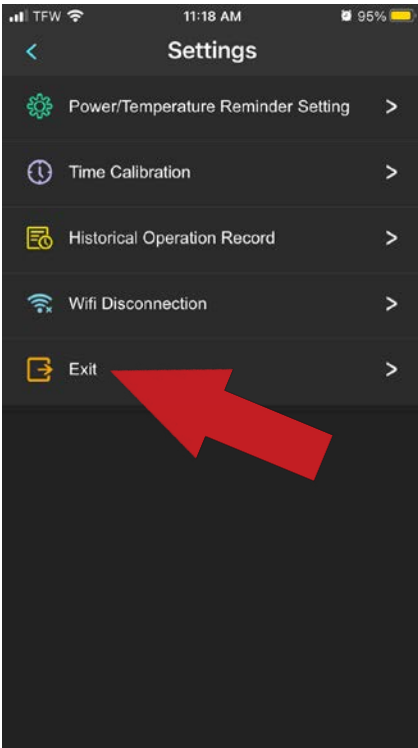 TFW 11:18 AM 95%
< Settings
Power/Temperature Reminder Setting >
Time Calibration >
Historical Operation Record >
Wifi Disconnection >
Exit >